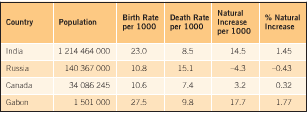 Country Population Birth Rate per 1000 Death Rate per 1000 Natural Increase per 1000 % Natural Increase
India 1 214 464 000 23.0 8.5 14.5 1.45
Russia 140 367 000 10.8 15.1 –4.3 –0.43
Canada 34 086 245 10.6 7.4 3.2 0.32
Gabon 1 501 000 27.5 9.8 17.7 1.77